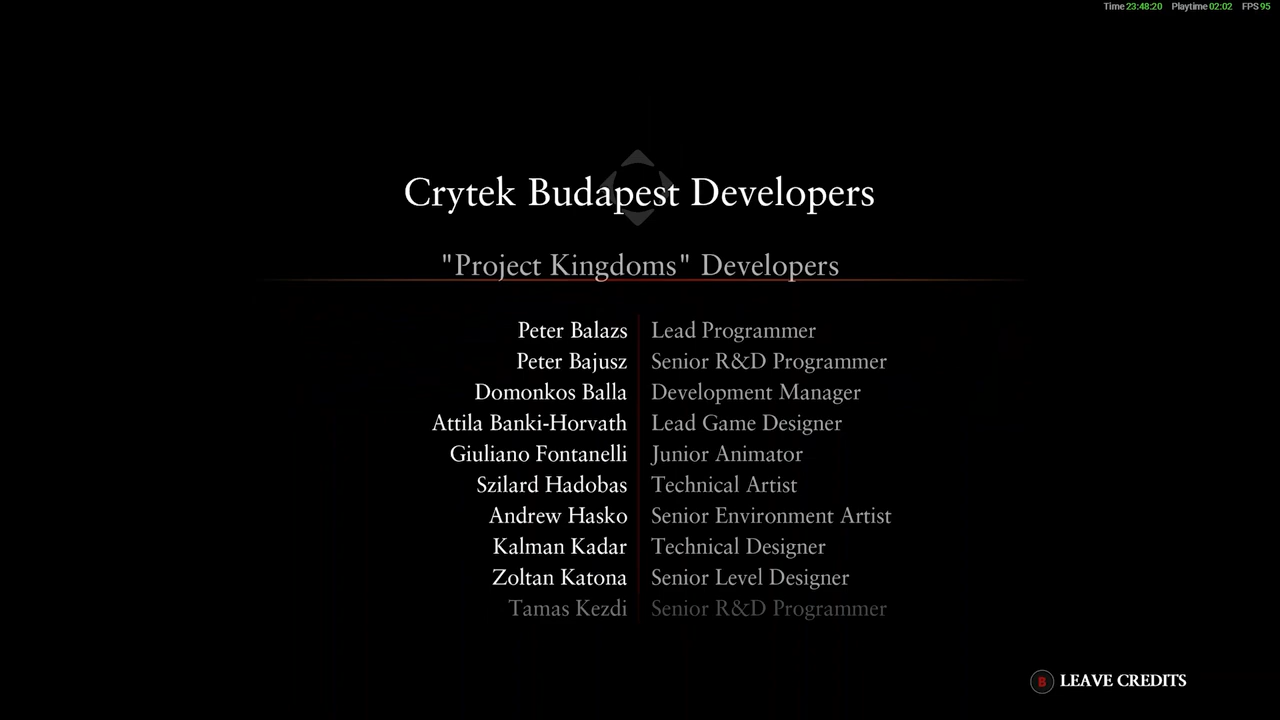 Time 23:48:20 Playtime 02:02 FPS 95
Crytek Budapest Developers
"Project Kingdoms" Developers
Peter Balazs Lead Programmer
Peter Bajusz Senior R&D Programmer
Domonkos Balla Development Manager
Attila Banki-Horvath Lead Game Designer
Giuliano Fontanelli Junior Animator
Szilard Hadobas Technical Artist
Andrew Hasko Senior Environment Artist
Kalman Kadar Technical Designer
Zoltan Katona Senior Level Designer
Tamas Kezdi Senior R&D Programmer
B LEAVE CREDITS